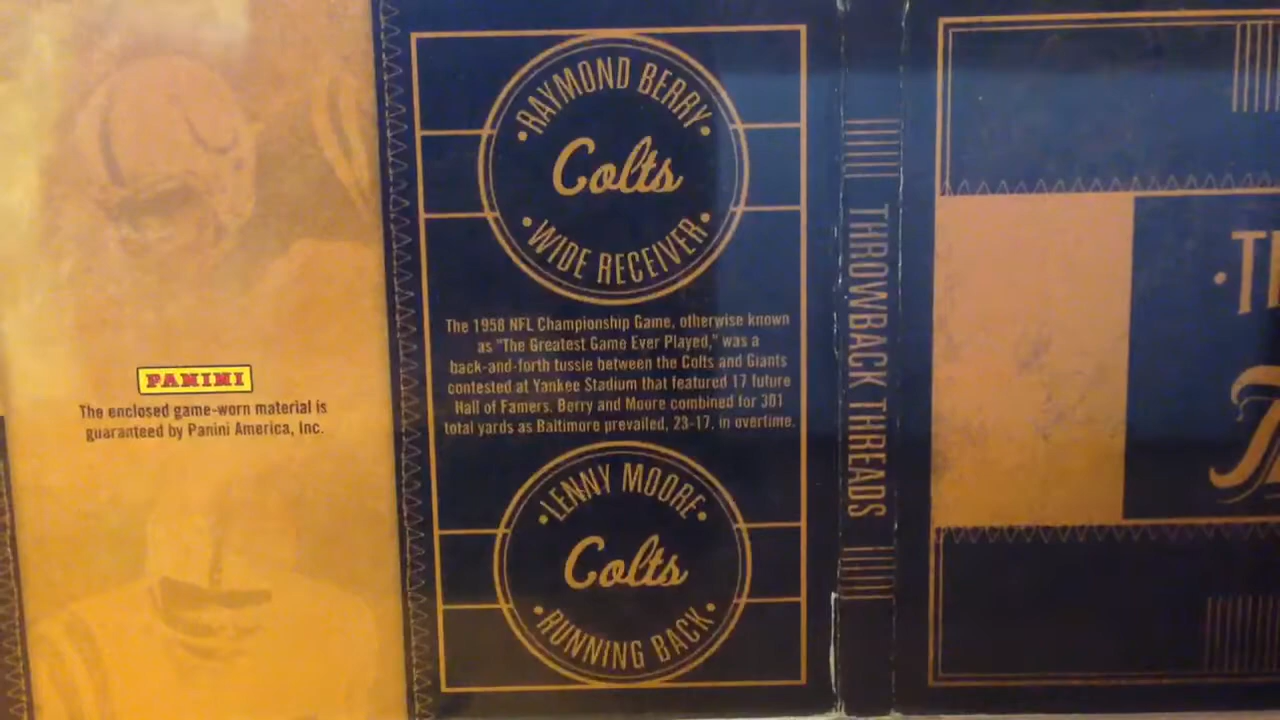 PANINI
The enclosed game-worn material is
guaranteed by Panini America, Inc.
RAYMOND BERRY
Colts
WIDE RECEIVER
The 1958 NFL Championship Game, otherwise known
as "The Greatest Game Ever Played," was a
back-and-forth tussle between the Colts and Giants
contested at Yankee Stadium that featured 17 future
Hall of Famers. Berry and Moore combined for 301
total yards as Baltimore prevailed, 23-17, in overtime.
LENNY MOORE
Colts
RUNNING BACK
THROWBACK THREADS